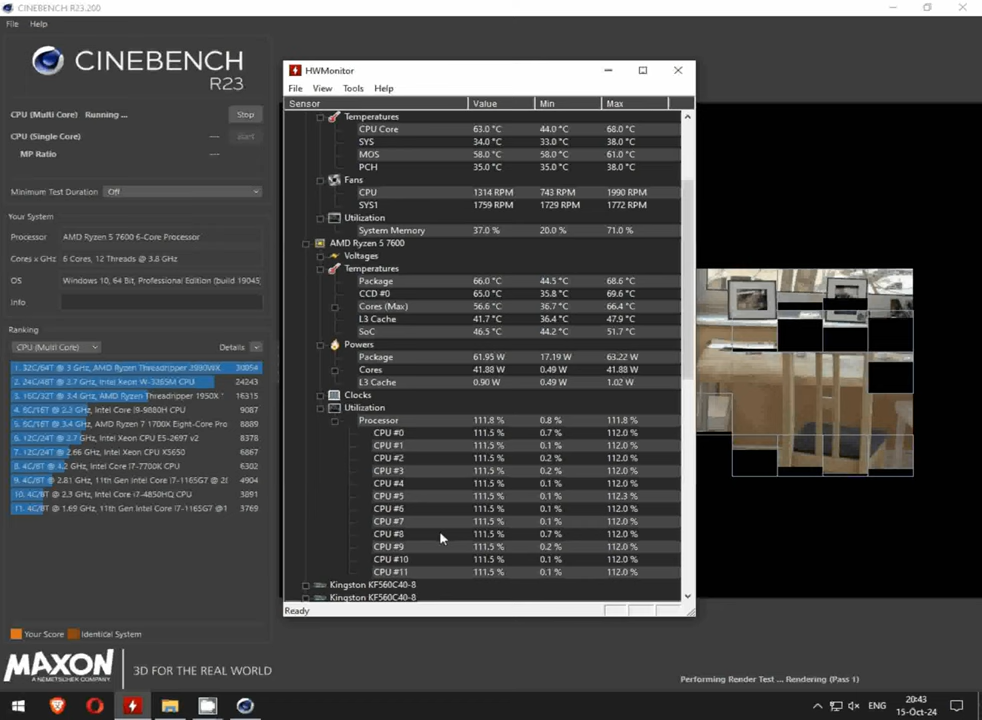 CINEBENCH R23.200
File Help
CINEBENCH
R23
CPU (Multi Core) Running ... Stop
CPU (Single Core) --- Start
MP Ratio ---
Minimum Test Duration Off
Your System
Processor AMD Ryzen 5 7600 6-Core Processor
Cores x GHz 6 Cores, 12 Threads @ 3.8 GHz
OS Windows 10, 64 Bit, Professional Edition (build 19045)
Info
Ranking
CPU (Multi Core) Details
1. 32C/64T @ 3 GHz, AMD Ryzen Threadripper 2990WX 30054
2. 24C/48T @ 2.7 GHz, Intel Xeon W-3265M CPU 24243
3. 16C/32T @ 3.4 GHz, AMD Ryzen Threadripper 1950X 16315
4. 8C/16T @ 2.3 GHz, Intel Core i9-9880H CPU 9087
5. 8C/16T @ 3.4 GHz, AMD Ryzen 7 1700X Eight-Core Pro 8889
6. 12C/24T @ 2.7 GHz, Intel Xeon CPU E5-2697 v2 8378
7. 12C/24T @ 2.66 GHz, Intel Xeon CPU X5650 6867
8. 4C/8T @ 4.2 GHz, Intel Core i7-7700K CPU 6302
9. 4C/8T @ 2.81 GHz, 11th Gen Intel Core i7-1165G7 @ 28 4904
10. 4C/8T @ 2.3 GHz, Intel Core i7-4850HQ CPU 3891
11. 4C/8T @ 1.69 GHz, 11th Gen Intel Core i7-1165G7 @1 3769
Your Score Identical System
MAXON
A NEMETSCHEK COMPANY
3D FOR THE REAL WORLD
HWMonitor
File View Tools Help
Sensor Value Min Max
Temperatures
CPU Core 63.0 °C 44.0 °C 68.0 °C
SYS 34.0 °C 33.0 °C 38.0 °C
MOS 58.0 °C 58.0 °C 61.0 °C
PCH 35.0 °C 35.0 °C 38.0 °C
Fans
CPU 1314 RPM 743 RPM 1990 RPM
SYS1 1759 RPM 1729 RPM 1772 RPM
Utilization
System Memory 37.0 % 20.0 % 71.0 %
AMD Ryzen 5 7600
Voltages
Temperatures
Package 66.0 °C 44.5 °C 68.6 °C
CCD #0 65.0 °C 35.8 °C 69.6 °C
Cores (Max) 56.6 °C 36.7 °C 66.4 °C
L3 Cache 41.7 °C 36.4 °C 47.9 °C
SoC 46.5 °C 44.2 °C 51.7 °C
Powers
Package 61.95 W 17.19 W 63.22 W
Cores 41.88 W 0.49 W 41.88 W
L3 Cache 0.90 W 0.49 W 1.02 W
Clocks
Utilization
Processor 111.8 % 0.8 % 111.8 %
CPU #0 111.5 % 0.7 % 112.0 %
CPU #1 111.5 % 0.1 % 112.0 %
CPU #2 111.5 % 0.2 % 112.0 %
CPU #3 111.5 % 0.2 % 112.0 %
CPU #4 111.5 % 0.1 % 112.0 %
CPU #5 111.5 % 0.1 % 112.3 %
CPU #6 111.5 % 0.1 % 112.0 %
CPU #7 111.5 % 0.1 % 112.0 %
CPU #8 111.5 % 0.7 % 112.0 %
CPU #9 111.5 % 0.2 % 112.0 %
CPU #10 111.5 % 0.1 % 112.0 %
CPU #11 111.5 % 0.1 % 112.0 %
Kingston KF560C40-8
Kingston KF560C40-8
Ready
Performing Render Test ... Rendering (Pass 1)
ENG
20:43
15-Oct-24